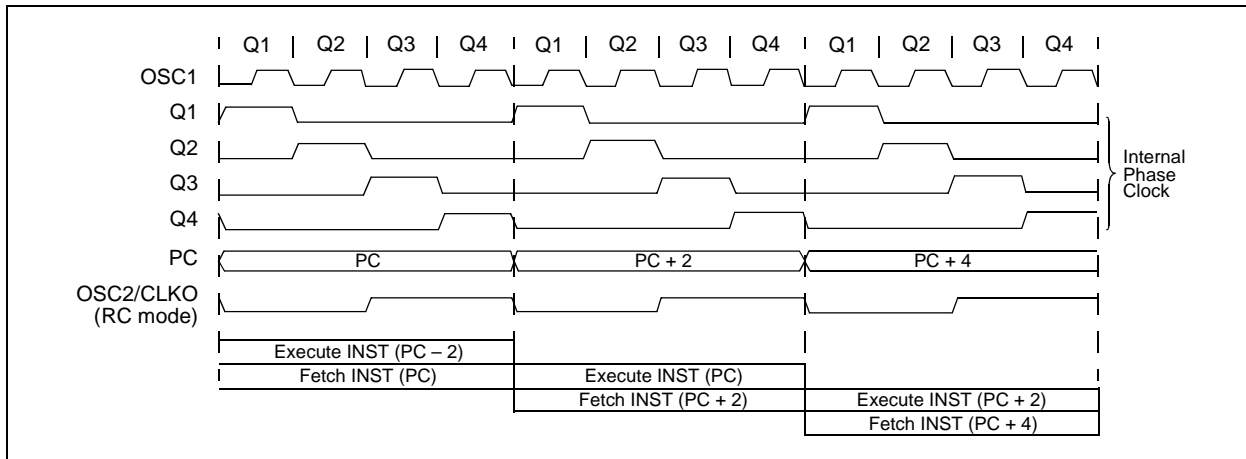 Q1 Q2 Q3 Q4 Q1 Q2 Q3 Q4 Q1 Q2 Q3 Q4
OSC1
Q1
Q2
Q3
Q4
Internal
Phase
Clock
PC PC PC + 2 PC + 4
OSC2/CLKO
(RC mode)
Execute INST (PC – 2)
Fetch INST (PC) Execute INST (PC)
Fetch INST (PC + 2) Execute INST (PC + 2)
Fetch INST (PC + 4)